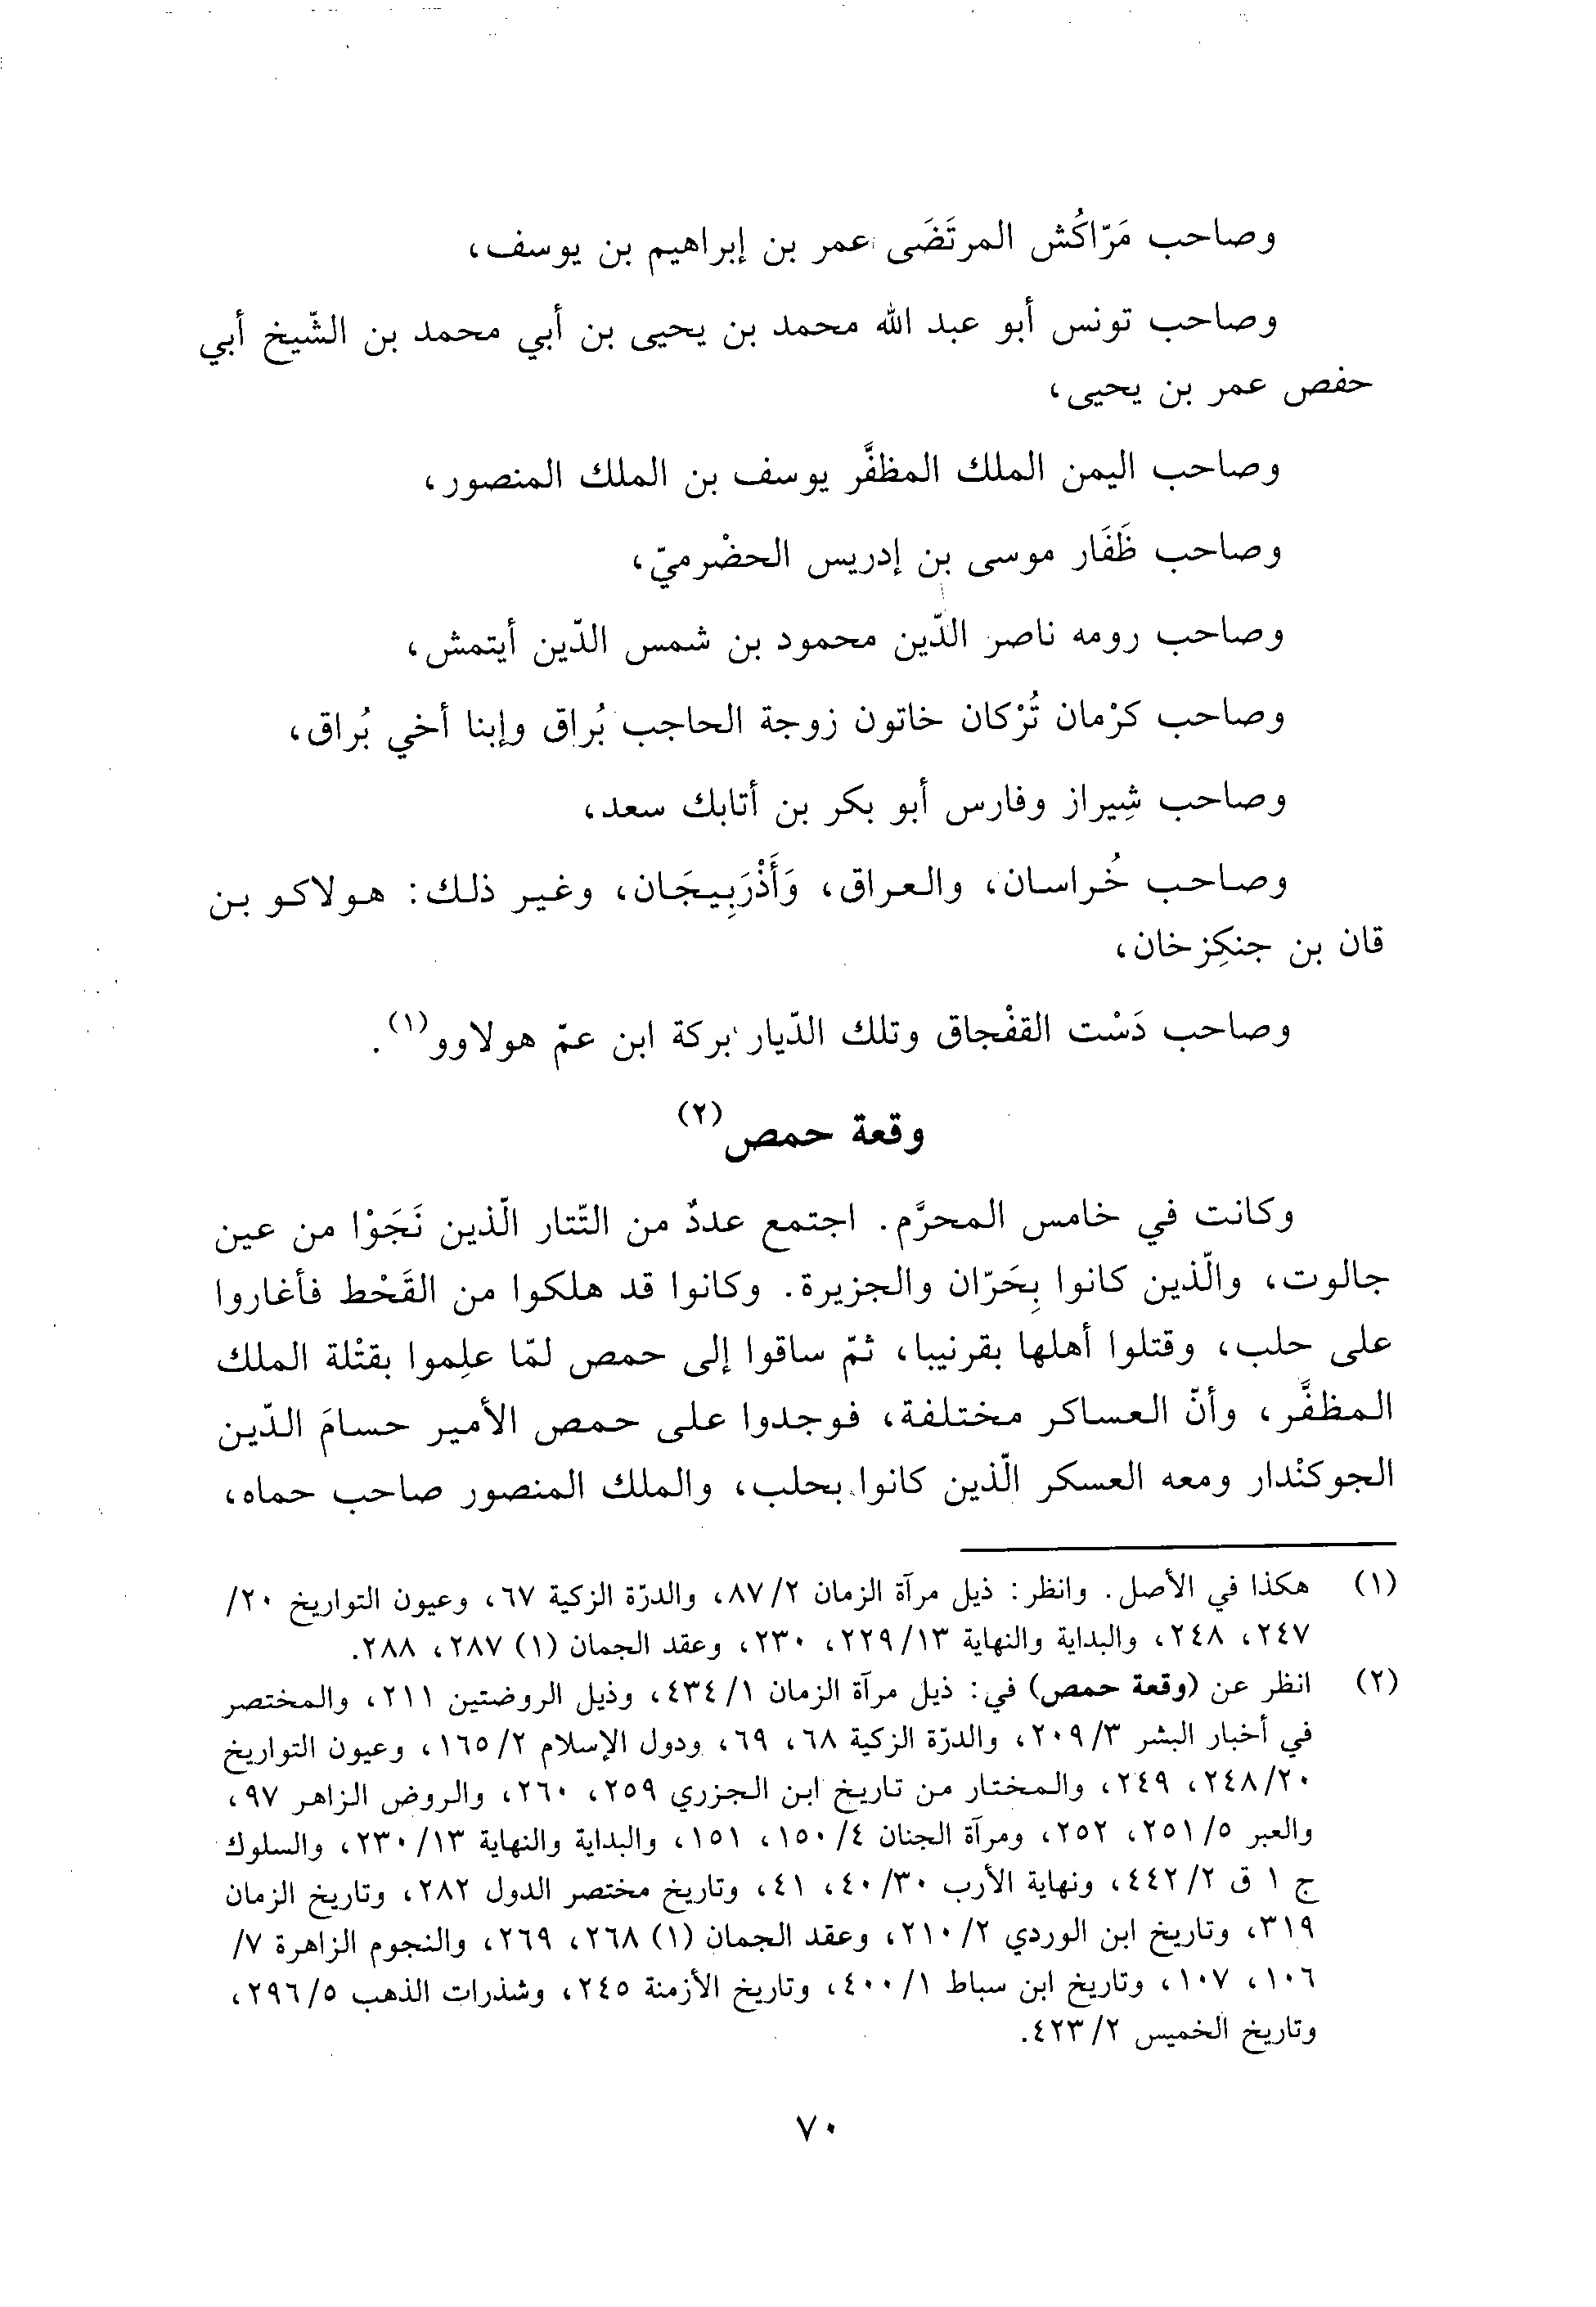 وصاحب مَرّاكُش المرتَضَى عمر بن إبراهيم بن يوسف،
وصاحب تونس أبو عبد الله محمد بن يحيى بن أبي محمد بن الشّيخ أبي
حفص عمر بن يحيى،
وصاحب اليمن الملك المظفَّر يوسف بن الملك المنصور،
وصاحب ظَفَار موسى بن إدريس الحضْرميّ،
وصاحب رومه ناصر الدّين محمود بن شمس الدّين أيتمش،
وصاحب كرْمان تُرْكان خاتون زوجة الحاجب بُراق وإبنا أخي بُراق،
وصاحب شِيراز وفارس أبو بكر بن أتابك سعد،
وصاحب خُراسان، والعراق، وَأَذْرَبِيجَان، وغير ذلك: هولاكو بن
قان بن جنكِزخان،
وصاحب دَسْت القفْجاق وتلك الدّيار بركة ابن عمّ هولاوو(١).
وقعة حمص(٢)
وكانت في خامس المحرَّم. اجتمع عددٌ من التّتار الّذين نَجَوْا من عين
جالوت، والّذين كانوا بِحَرّان والجزيرة. وكانوا قد هلكوا من القَحْط فأغاروا
على حلب، وقتلوا أهلها بقرنيبا، ثمّ ساقوا إلى حمص لمّا علِموا بقتْلة الملك
المظفَّر، وأنّ العساكر مختلفة، فوجدوا على حمص الأمير حسامَ الدّين
الجوكنْدار ومعه العسكر الّذين كانوا بحلب، والملك المنصور صاحب حماه،
(١) هكذا في الأصل. وانظر: ذيل مرآة الزمان ٢/ ٨٧، والدرّة الزكية ٦٧، وعيون التواريخ ٢٠/
٢٤٧، ٢٤٨، والبداية والنهاية ١٣/ ٢٢٩، ٢٣٠، وعقد الجمان (١) ٢٨٧، ٢٨٨.
(٢) انظر عن (وقعة حمص) في: ذيل مرآة الزمان ١/ ٤٣٤، وذيل الروضتين ٢١١، والمختصر
في أخبار البشر ٣/ ٢٠٩، والدرّة الزكية ٦٨، ٦٩، ودول الإسلام ٢/ ١٦٥، وعيون التواريخ
٢٠/ ٢٤٨، ٢٤٩، والمختار من تاريخ ابن الجزري ٢٥٩، ٢٦٠، والروض الزاهر ٩٧،
والعبر ٥/ ٢٥١، ٢٥٢، ومرآة الجنان ٤/ ١٥٠، ١٥١، والبداية والنهاية ١٣/ ٢٣٠، والسلوك
ج ١ ق ٢/ ٤٤٢، ونهاية الأرب ٣٠/ ٤٠، ٤١، وتاريخ مختصر الدول ٢٨٢، وتاريخ الزمان
٣١٩، وتاريخ ابن الوردي ٢/ ٢١٠، وعقد الجمان (١) ٢٦٨، ٢٦٩، والنجوم الزاهرة ٧/
١٠٦، ١٠٧، وتاريخ ابن سباط ١/ ٤٠٠، وتاريخ الأزمنة ٢٤٥، وشذرات الذهب ٥/ ٢٩٦،
وتاريخ الخميس ٢/ ٤٢٣.
٧٠